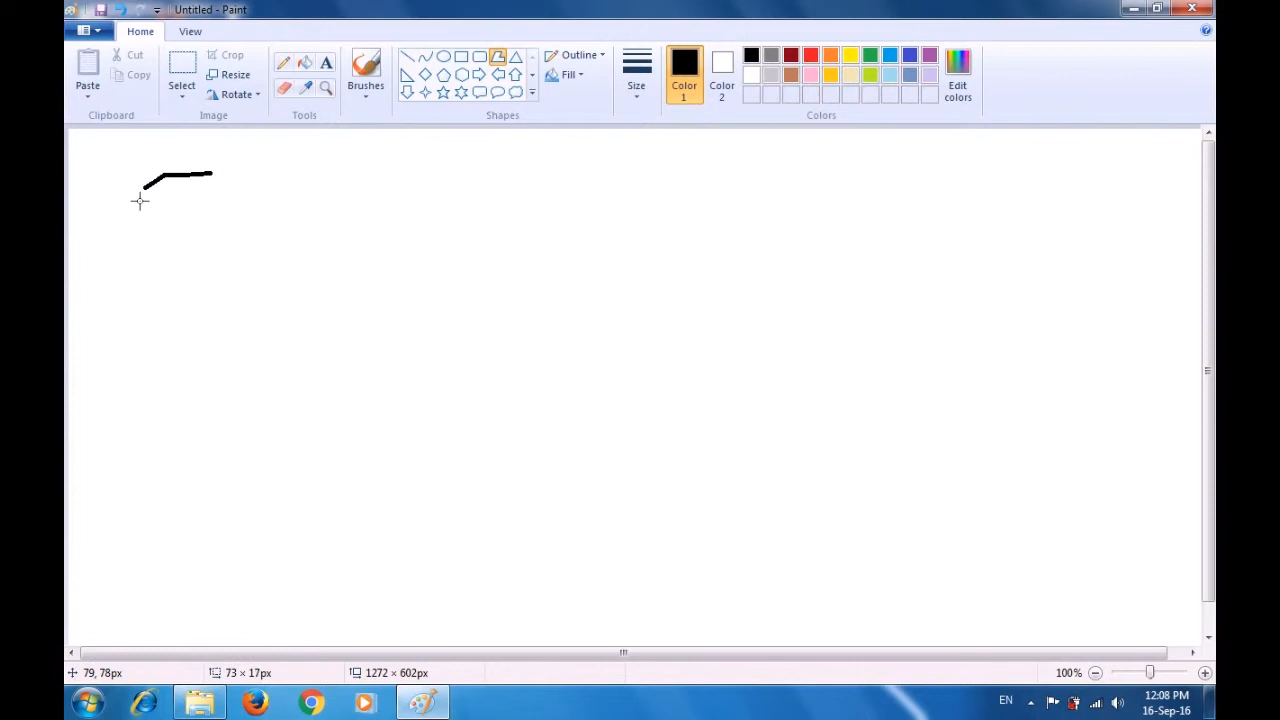 Untitled - Paint
Home View
Paste
Cut
Copy
Clipboard
Select
Crop
Resize
Rotate
Image
A
Tools
Brushes
Shapes
Outline
Fill
Size
Color 1
Color 2
Edit colors
Colors
79, 78px 73 × 17px 1272 × 602px 100%
EN 12:08 PM
16-Sep-16